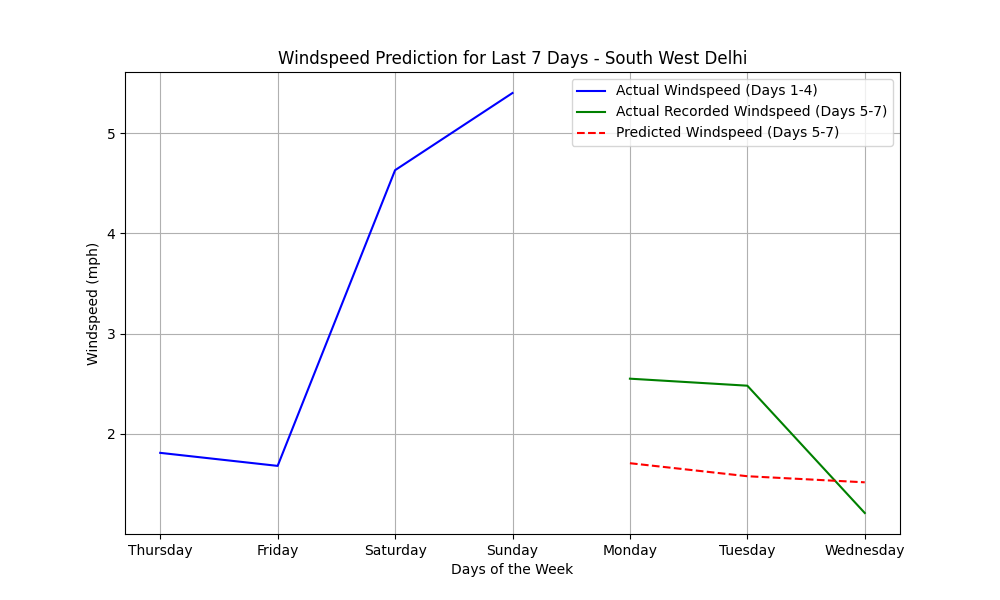 Windspeed Prediction for Last 7 Days - South West Delhi
Actual Windspeed (Days 1-4)
Actual Recorded Windspeed (Days 5-7)
Predicted Windspeed (Days 5-7)
Windspeed (mph)
5
4
3
2
Thursday Friday Saturday Sunday Monday Tuesday Wednesday
Days of the Week